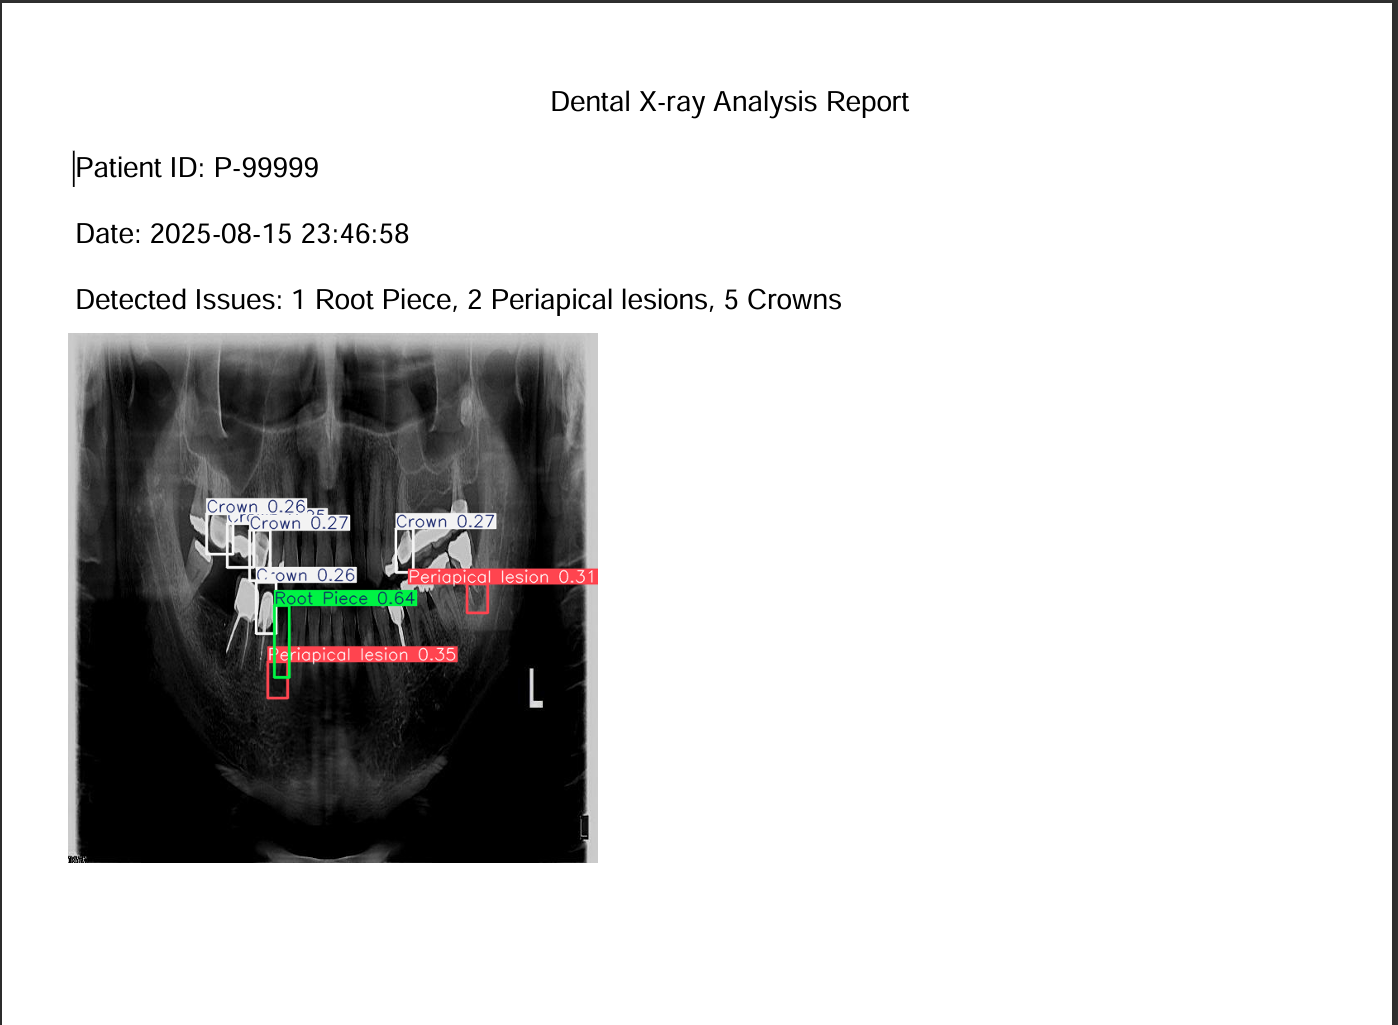 Dental X-ray Analysis Report
Patient ID: P-99999
Date: 2025-08-15 23:46:58
Detected Issues: 1 Root Piece, 2 Periapical lesions, 5 Crowns
Crown 0.26
Crown 0.27
Crown 0.27
Crown 0.26
Periapical lesion 0.31
Root Piece 0.64
Periapical lesion 0.35
L